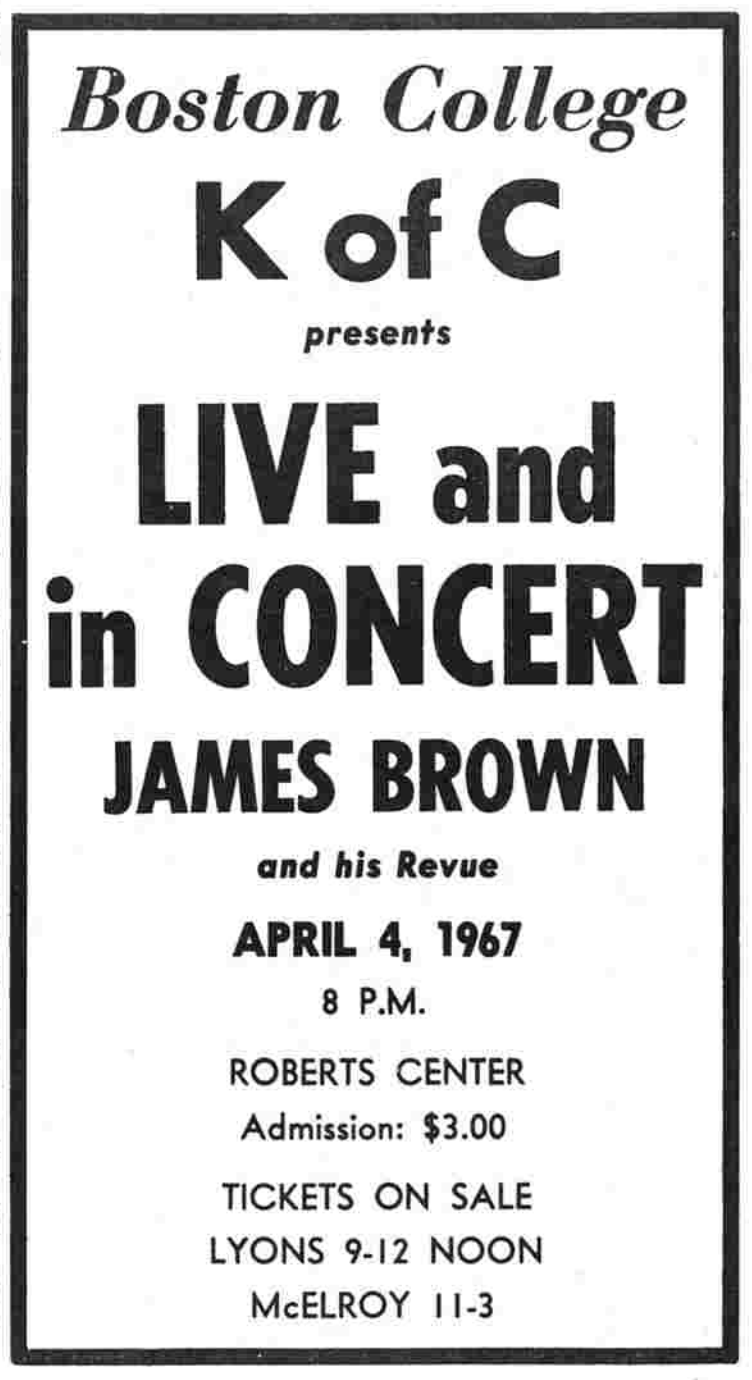 Boston College
K of C
presents
LIVE and
in CONCERT
JAMES BROWN
and his Revue
APRIL 4, 1967
8 P.M.
ROBERTS CENTER
Admission: $3.00
TICKETS ON SALE
LYONS 9-12 NOON
McELROY 11-3